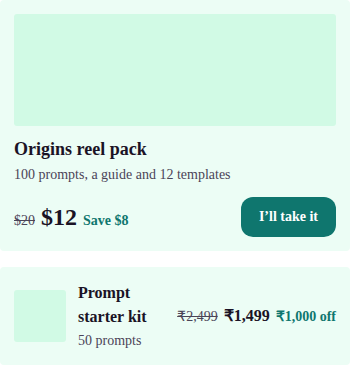 Origins reel pack
100 prompts, a guide and 12 templates
$20 $12 Save $8 I’ll take it
Prompt
starter kit
50 prompts
₹2,499 ₹1,499 ₹1,000 off